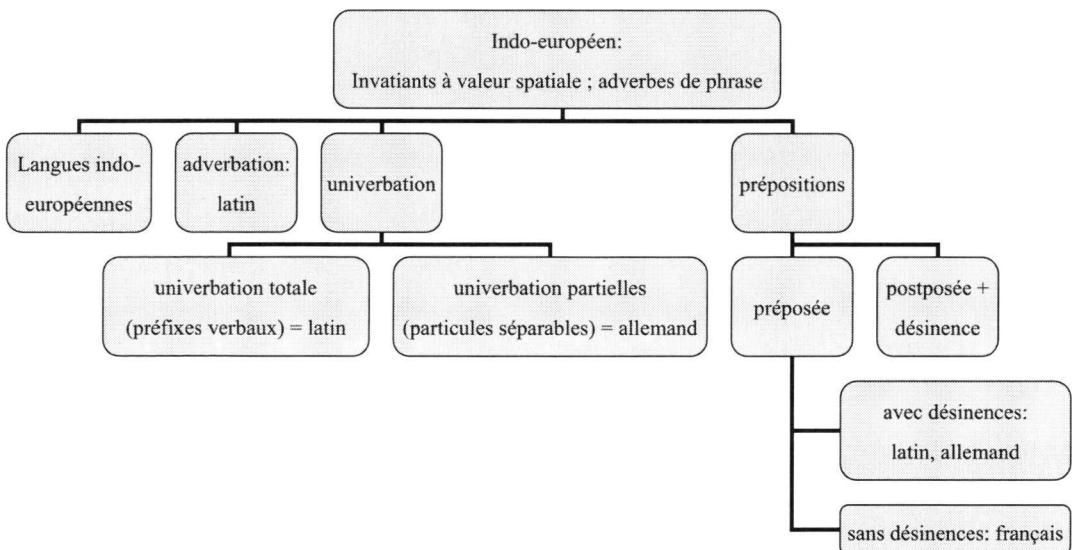 Indo-européen:
Invatiants à valeur spatiale ; adverbes de phrase
Langues indo-
européennes
adverbation:
latin
univerbation
prépositions
univerbation totale
(préfixes verbaux) = latin
univerbation partielles
(particules séparables) = allemand
préposée
postposée +
désinence
avec désinences:
latin, allemand
sans désinences: français